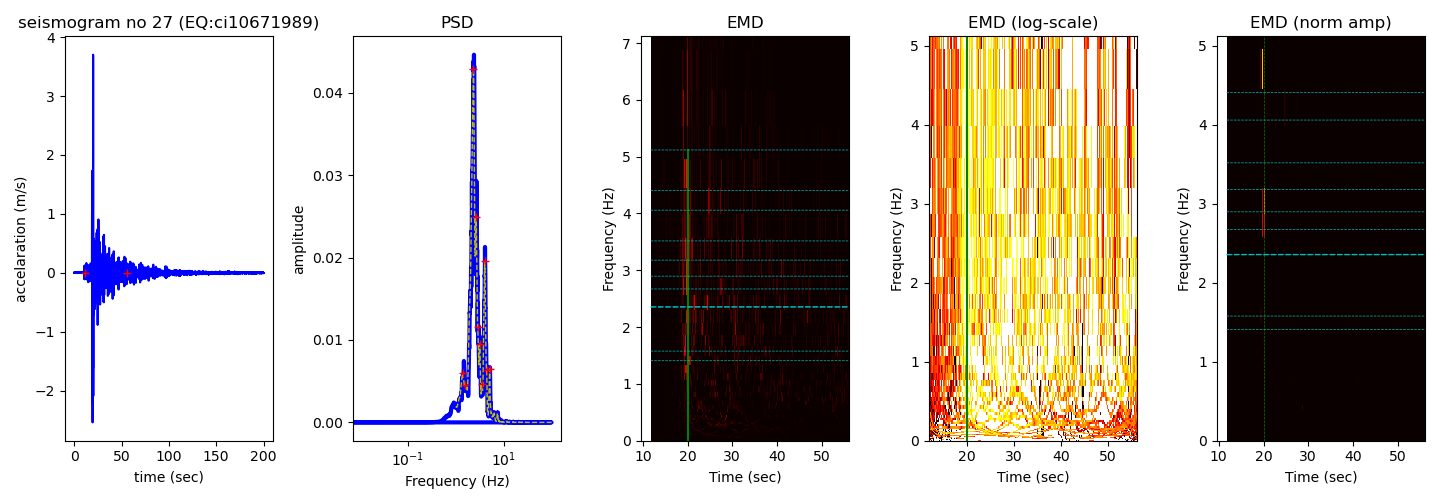 seismogram no 27 (EQ:ci10671989)
accelaration (m/s)
4
3
2
1
0
−1
−2
0 50 100 150 200
time (sec)
PSD
amplitude
0.04
0.03
0.02
0.01
0.00
10⁻¹ 10¹
Frequency (Hz)
EMD
Frequency (Hz)
7
6
5
4
3
2
1
0
10 20 30 40 50
Time (sec)
EMD (log-scale)
Frequency (Hz)
5
4
3
2
1
0
20 30 40 50
Time (sec)
EMD (norm amp)
Frequency (Hz)
5
4
3
2
1
0
10 20 30 40 50
Time (sec)